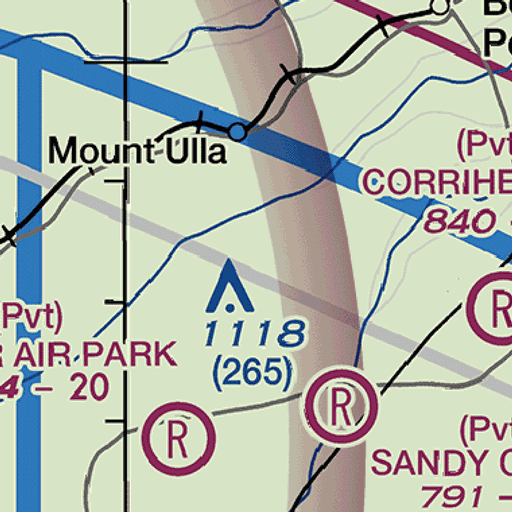 Mount Ulla
(Pvt
CORRIHE
840 -
(Pvt)
R AIR PARK
4 - 20
1118
(265)
R
R
R
(Pvt
SANDY
791 -